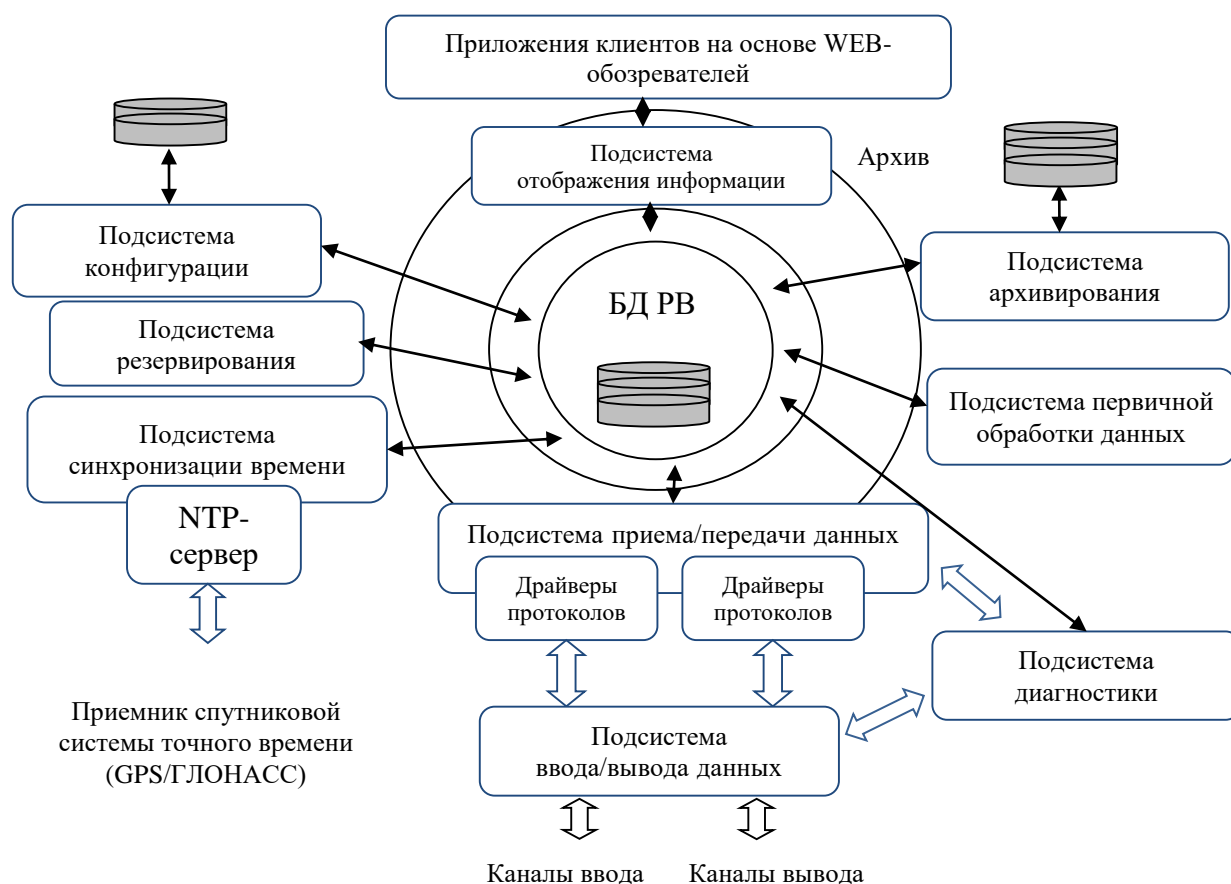 Приложения клиентов на основе WEB-
обозревателей
Подсистема
отображения информации
Архив
Подсистема
конфигурации
Подсистема
архивирования
БД РВ
Подсистема
резервирования
Подсистема первичной
обработки данных
Подсистема
синхронизации времени
NTP-
сервер
Подсистема приема/передачи данных
Драйверы
протоколов
Драйверы
протоколов
Подсистема
диагностики
Приемник спутниковой
системы точного времени
(GPS/ГЛОНАСС)
Подсистема
ввода/вывода данных
Каналы ввода
Каналы вывода